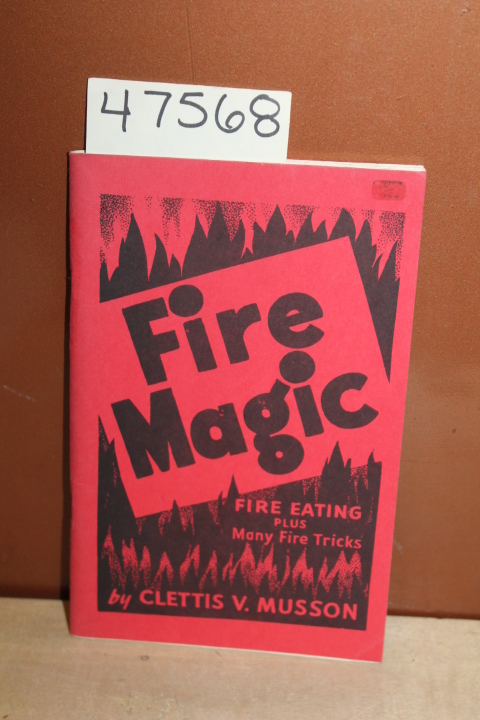 47568
Fire
Magic
FIRE EATING
PLUS
Many Fire Tricks
by CLETTIS V. MUSSON